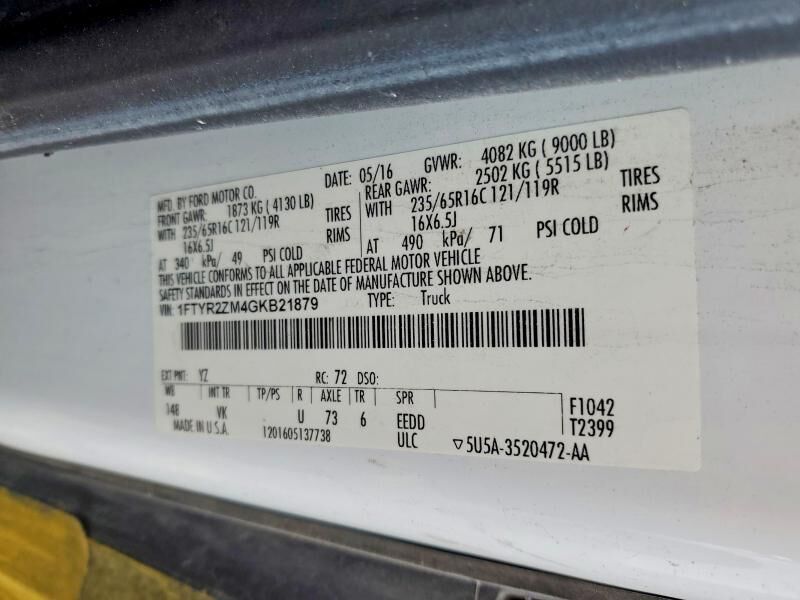 MFD. BY FORD MOTOR CO.
DATE: 05/16 GVWR: 4082 KG ( 9000 LB)
FRONT GAWR: 1873 KG ( 4130 LB) REAR GAWR: 2502 KG ( 5515 LB)
WITH 235/65R16C 121/119R TIRES WITH 235/65R16C 121/119R TIRES
16X6.5J RIMS 16X6.5J RIMS
AT 340 kPa/ 49 PSI COLD AT 490 kPa/ 71 PSI COLD
THIS VEHICLE CONFORMS TO ALL APPLICABLE FEDERAL MOTOR VEHICLE
SAFETY STANDARDS IN EFFECT ON THE DATE OF MANUFACTURE SHOWN ABOVE.
VIN: 1FTYR2ZM4GKB21879 TYPE: Truck
EXT PNT: YZ RC: 72 DSO:
WB INT TR TP/PS R AXLE TR SPR
148 VK U 73 6 EEDD F1042
MADE IN U.S.A. 1201605137738 ULC T2399
▽5U5A-3520472-AA